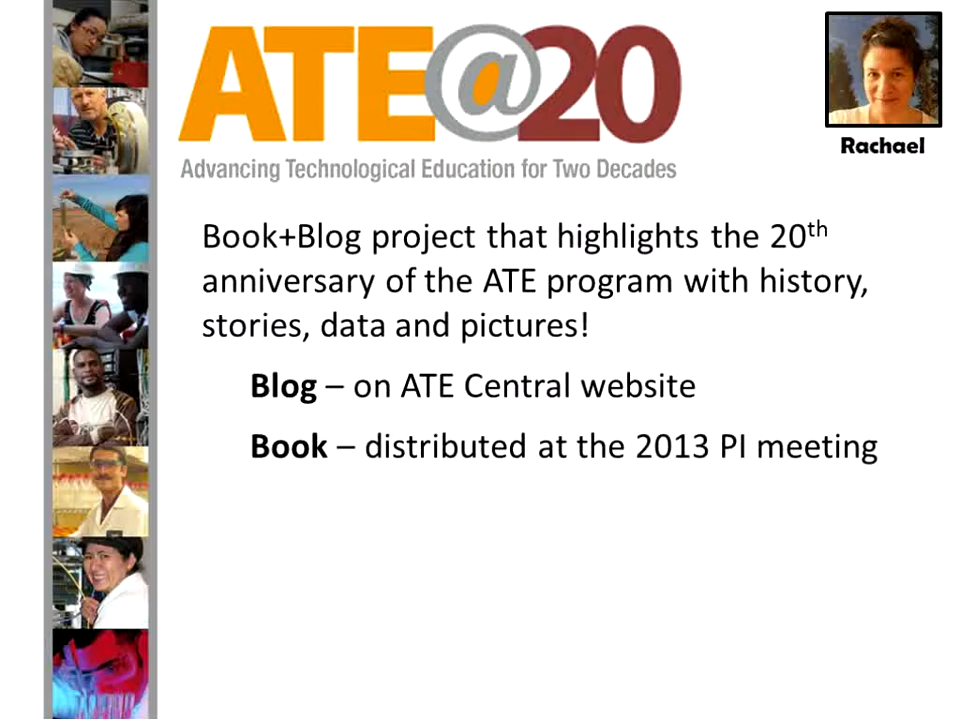 ATE@20
Advancing Technological Education for Two Decades
Rachael
Book+Blog project that highlights the 20th
anniversary of the ATE program with history,
stories, data and pictures!
Blog – on ATE Central website
Book – distributed at the 2013 PI meeting